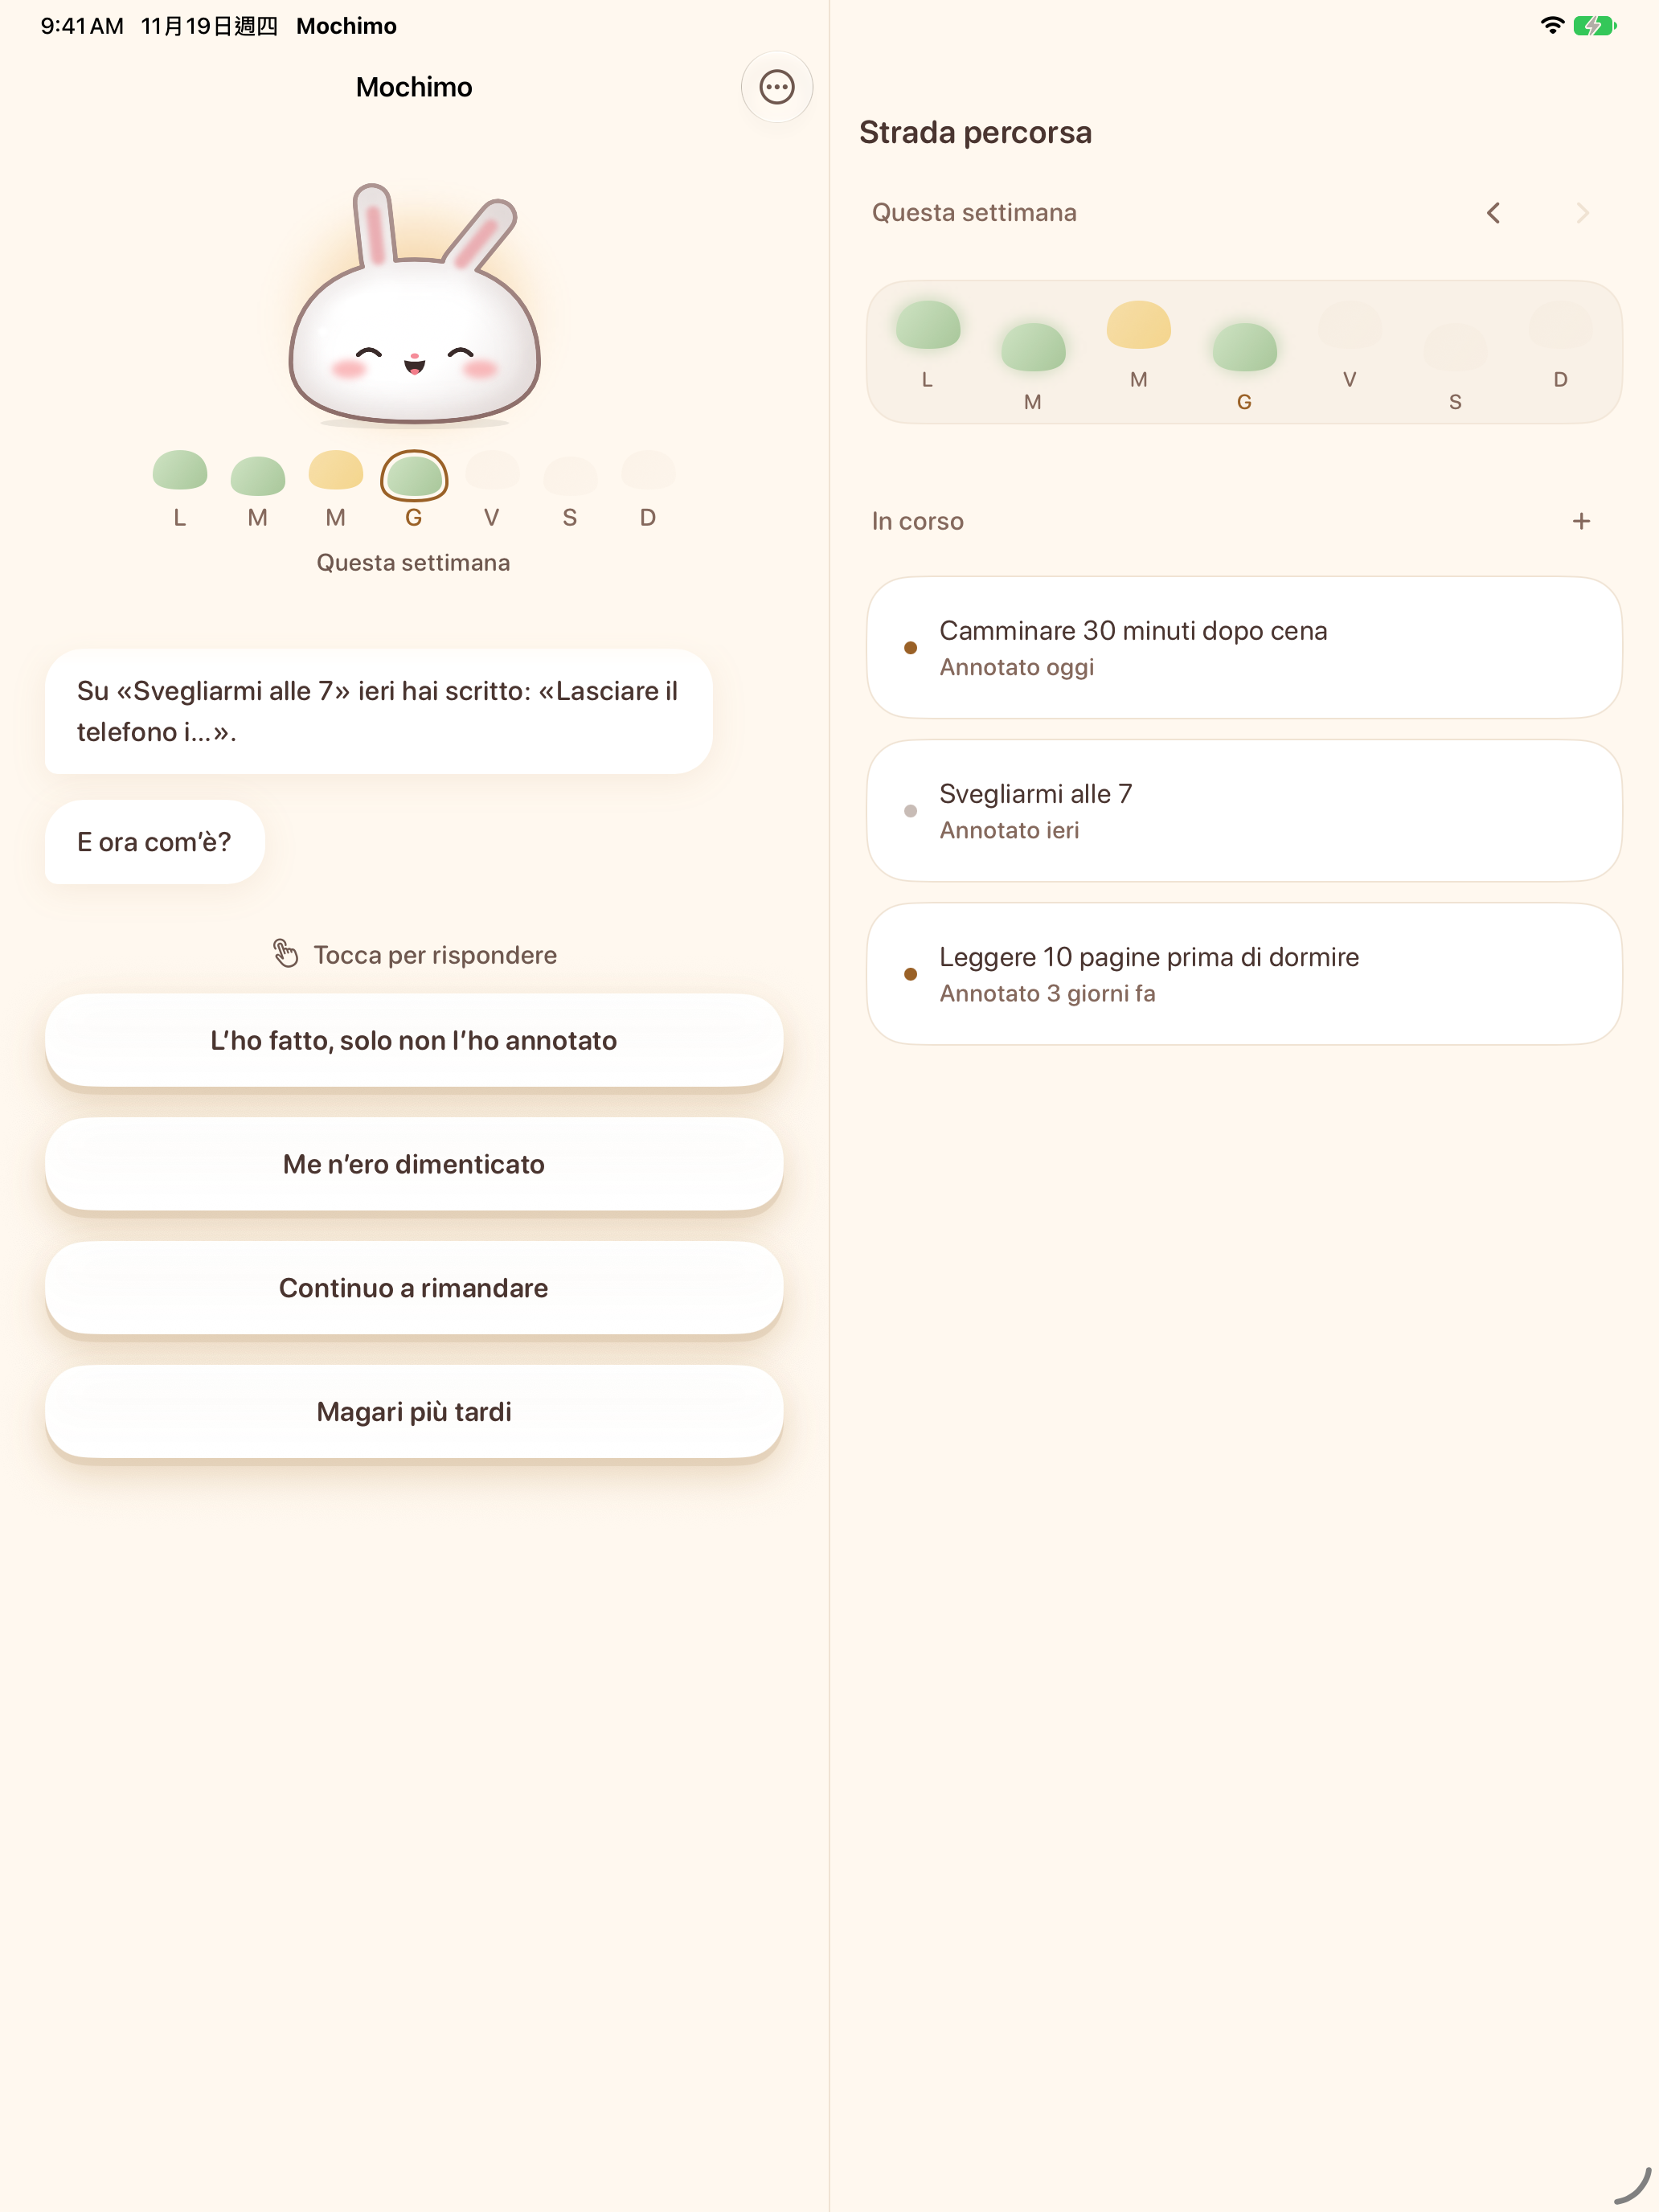 9:41 AM 11月19日週四 Mochimo
Mochimo
L M M G V S D
Questa settimana
Su «Svegliarmi alle 7» ieri hai scritto: «Lasciare il
telefono i...».
E ora com’è?
Tocca per rispondere
L’ho fatto, solo non l’ho annotato
Me n’ero dimenticato
Continuo a rimandare
Magari più tardi
Strada percorsa
Questa settimana
L M M G V S D
In corso
Camminare 30 minuti dopo cena
Annotato oggi
Svegliarmi alle 7
Annotato ieri
Leggere 10 pagine prima di dormire
Annotato 3 giorni fa